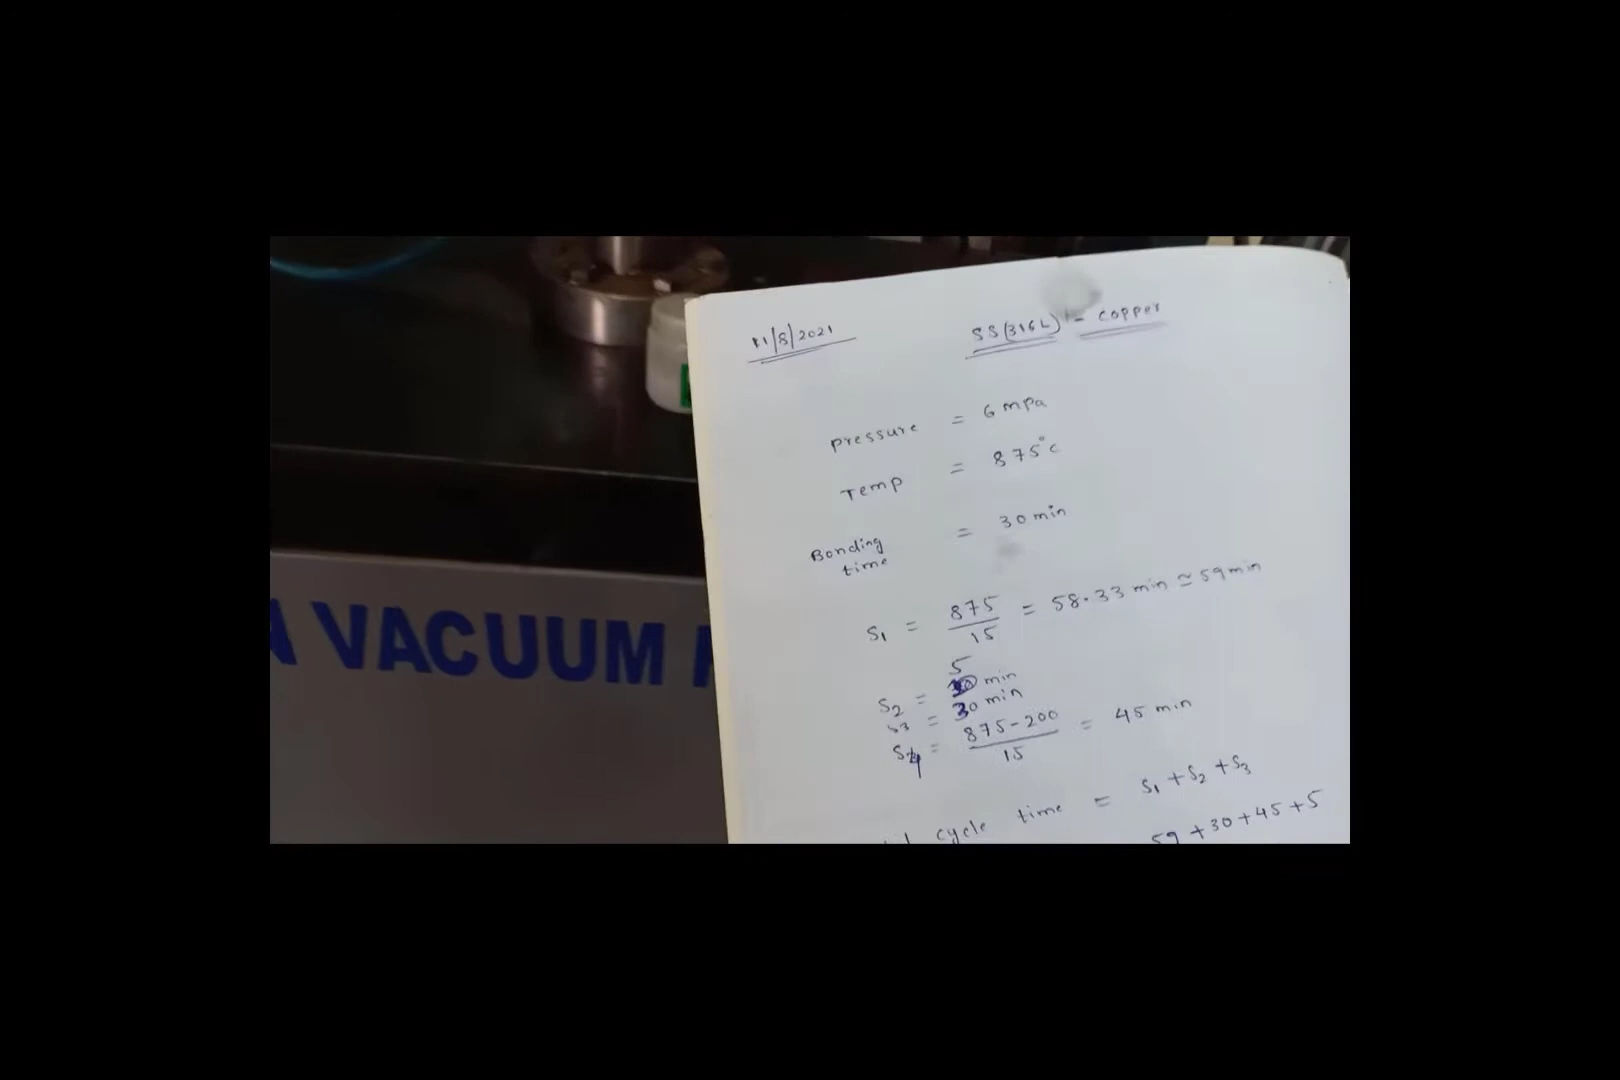 11/8/2021 SS(316L) - copper
pressure = 6 mpa
Temp = 875°c
Bonding time = 30 min
S1 = 875/15 = 58.33 min ≃ 59 min
S2 = 5 min
S3 = 30 min
S4 = 875-200/15 = 45 min
cycle time = S1 + S2 + S3
59 + 30 + 45 + 5
VACUUM